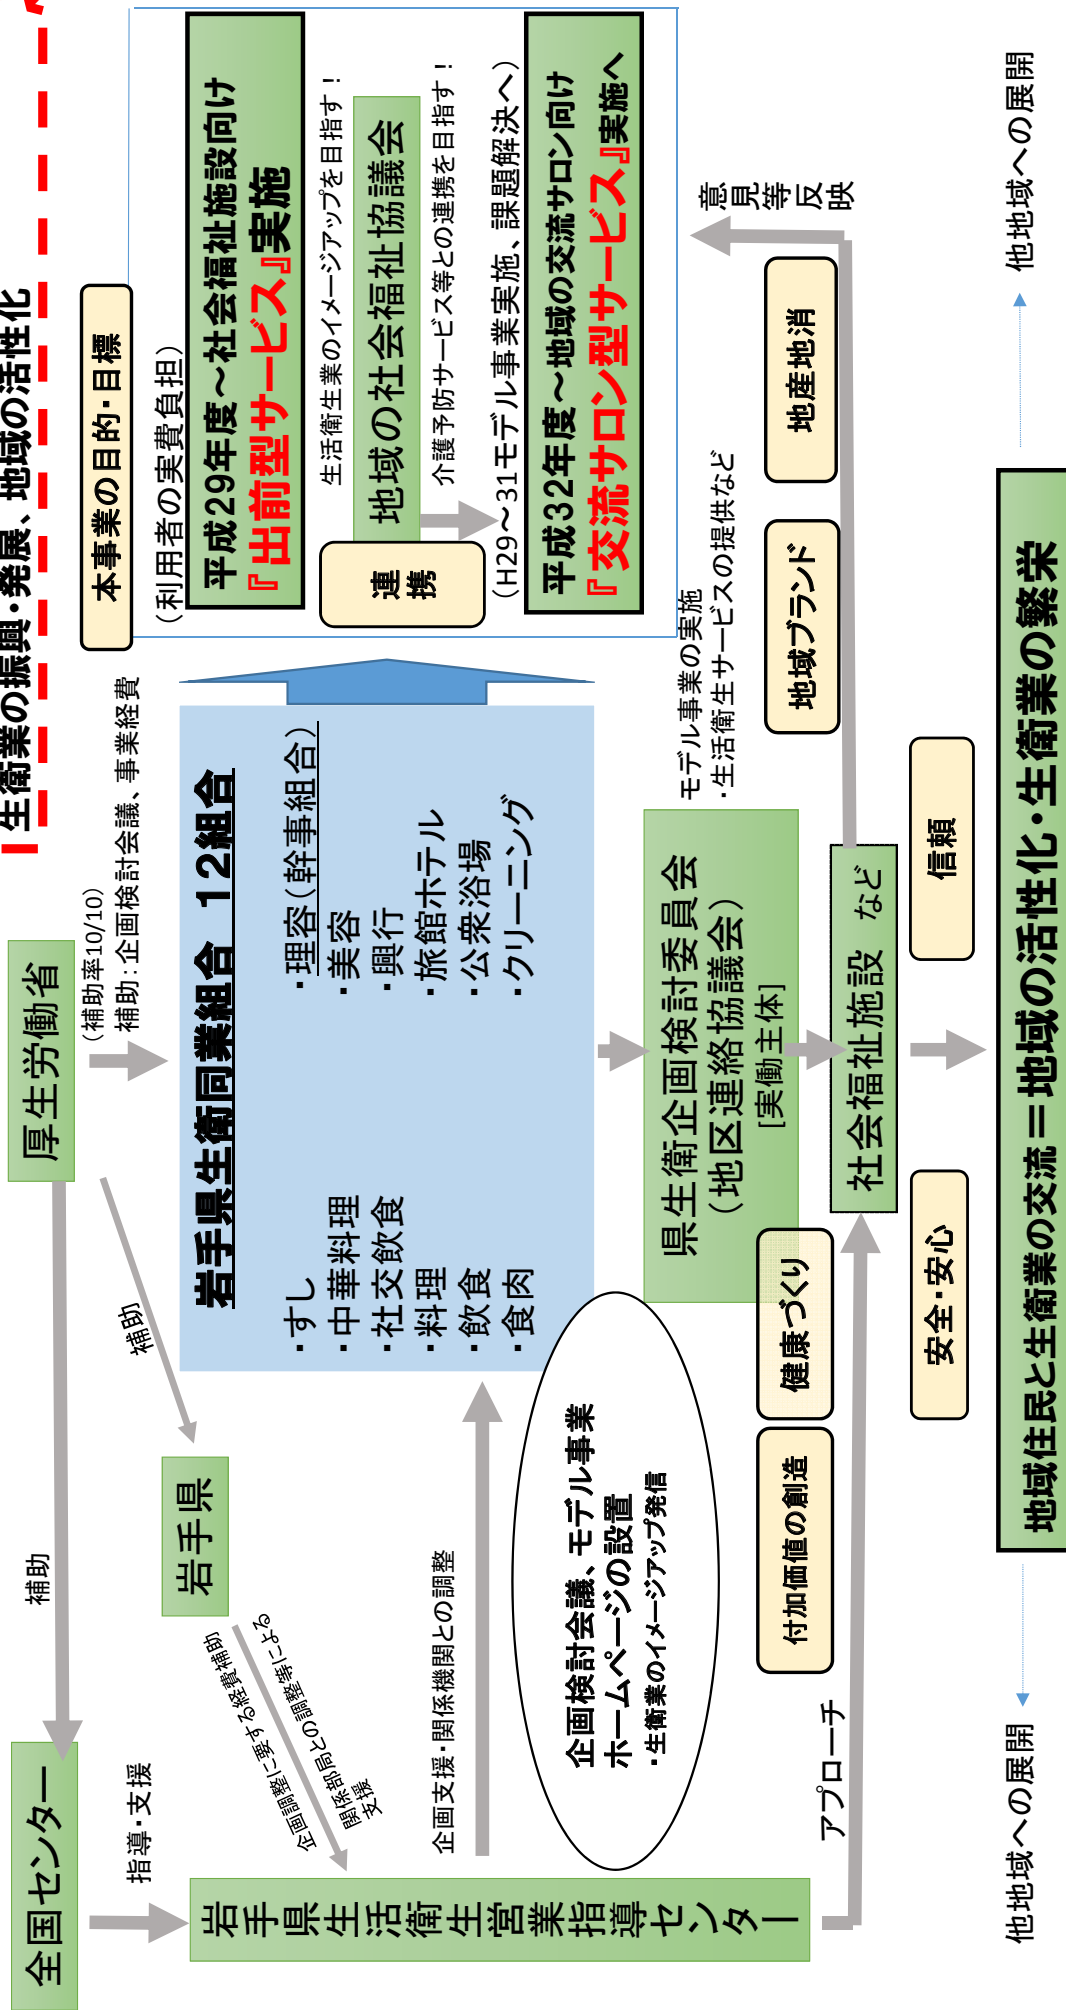 生衛業の振興・発展、地域の活性化
全国センター
補助
厚生労働省
(補助率10/10)
補助：企画検討会議、事業経費
本事業の目的・目標
指導・支援
補助
岩手県
企画調整に要する経費補助
関係部局との調整等による
支援
岩手県生活衛生営業指導センター
企画支援・関係機関との調整
岩手県生衛同業組合　12組合
・すし
・中華料理
・社交飲食
・料理
・飲食
・食肉
・理容（幹事組合）
・美容
・興行
・旅館ホテル
・公衆浴場
・クリーニング
（利用者の実費負担）
平成29年度～社会福祉施設向け
『出前型サービス』実施
生活衛生業のイメージアップを目指す！
地域の社会福祉協議会
連携
介護予防サービス等との連携を目指す！
（H29～31モデル事業実施、課題解決へ）
平成32年度～地域の交流サロン向け
『交流サロン型サービス』実施へ
企画検討会議、モデル事業
ホームページの設置
・生衛業のイメージアップ発信
県生衛企画検討委員会
（地区連絡協議会）
[実働主体]
モデル事業の実施
・生活衛生サービスの提供など
意見等反映
付加価値の創造
健康づくり
地域ブランド
地産地消
アプローチ
社会福祉施設　など
安全・安心
信頼
他地域への展開
地域住民と生衛業の交流＝地域の活性化・生衛業の繁栄
他地域への展開